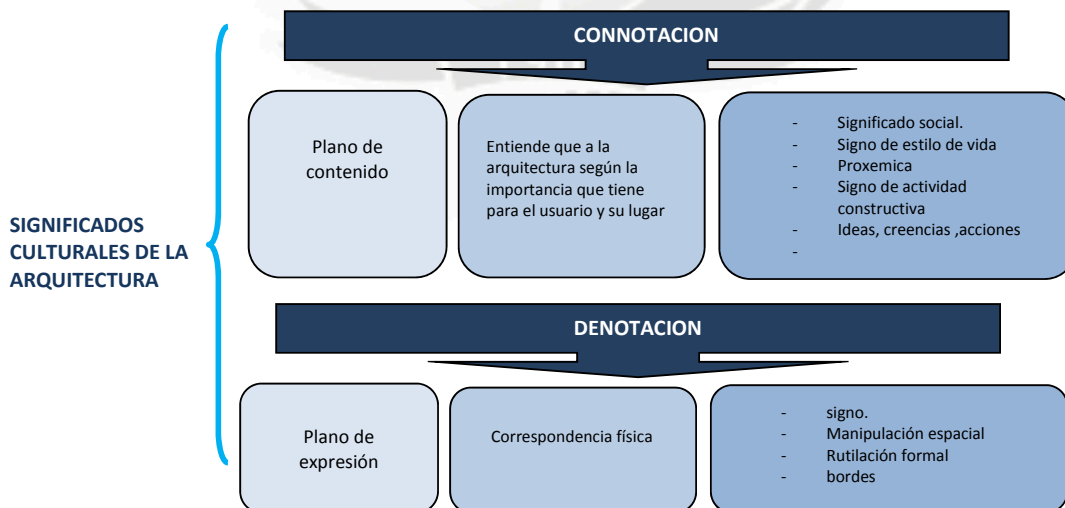 SIGNIFICADOS
CULTURALES DE LA
ARQUITECTURA
CONNOTACION
Plano de
contenido
Entiende que a la
arquitectura según la
importancia que tiene
para el usuario y su lugar
- Significado social.
- Signo de estilo de vida
- Proxemica
- Signo de actividad
constructiva
- Ideas, creencias ,acciones
-
DENOTACION
Plano de
expresión
Correspondencia física
- signo.
- Manipulación espacial
- Rutilación formal
- bordes